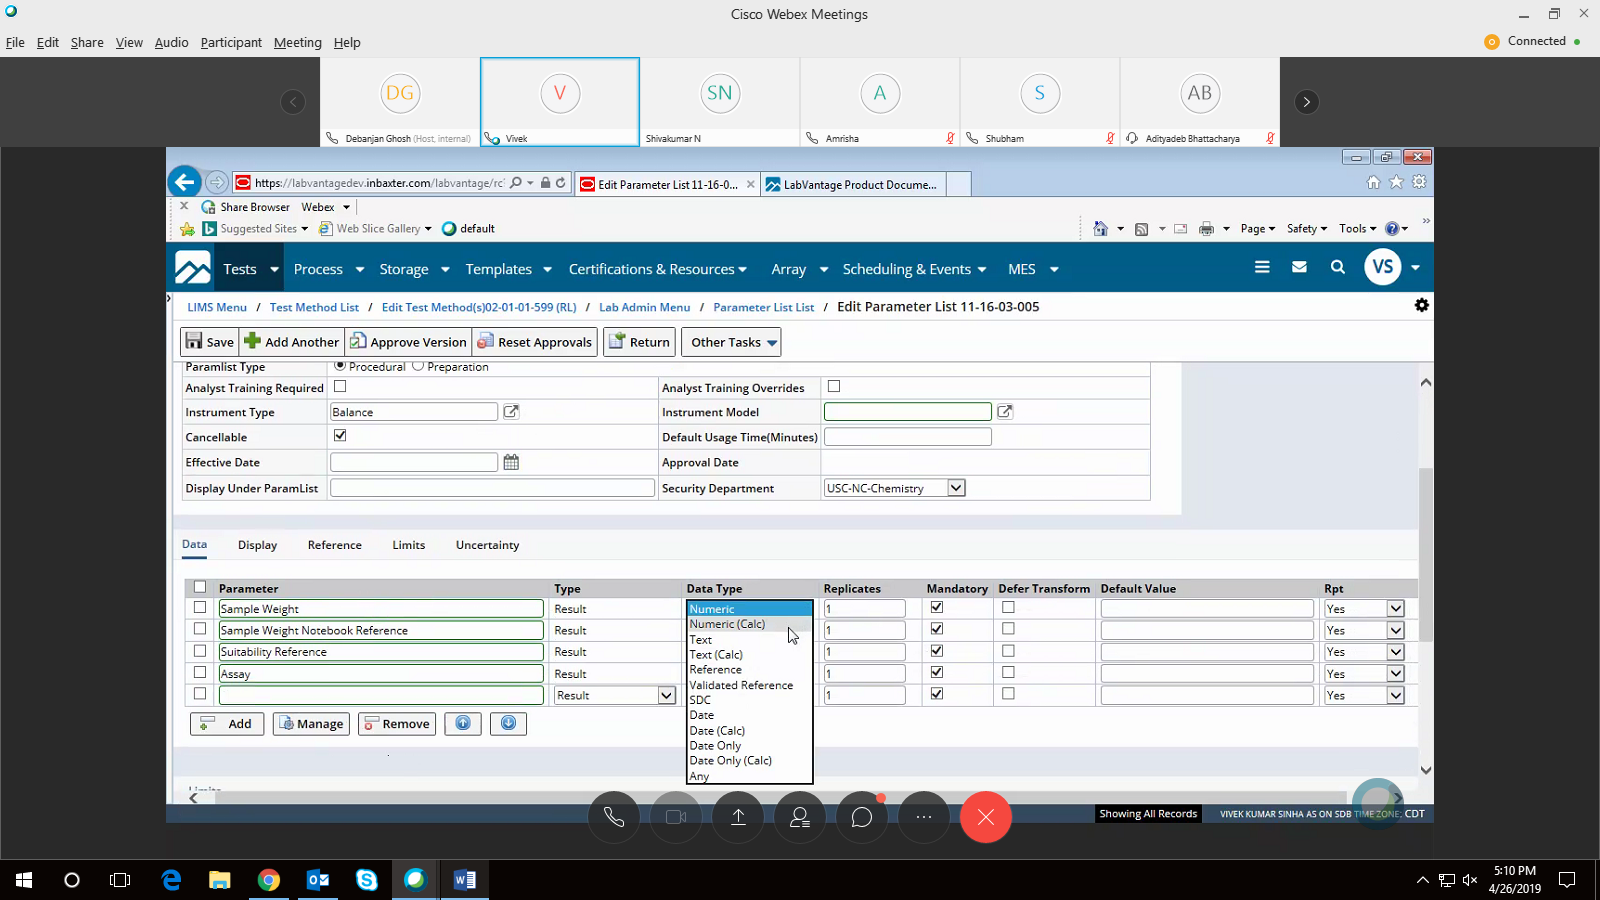 Cisco Webex Meetings
File Edit Share View Audio Participant Meeting Help
Connected
DG V SN A S AB
Debanjan Ghosh (Host, internal) Vivek Shivakumar N Amrisha Shubham Adityadeb Bhattacharya
https://labvantagedev.inbaxter.com/labvantage/rc Edit Parameter List 11-16-0... LabVantage Product Docume...
Share Browser Webex
Suggested Sites Web Slice Gallery default Page Safety Tools
Tests Process Storage Templates Certifications & Resources Array Scheduling & Events MES VS
LIMS Menu / Test Method List / Edit Test Method(s)02-01-01-599 (RL) / Lab Admin Menu / Parameter List List / Edit Parameter List 11-16-03-005
Save Add Another Approve Version Reset Approvals Return Other Tasks
Paramlist Type Procedural Preparation
Analyst Training Required Analyst Training Overrides
Instrument Type Balance Instrument Model
Cancellable Default Usage Time(Minutes)
Effective Date Approval Date
Display Under ParamList Security Department USC-NC-Chemistry
Data Display Reference Limits Uncertainty
Parameter Type Data Type Replicates Mandatory Defer Transform Default Value Rpt
Sample Weight Result Numeric 1 Yes
Numeric (Calc)
Sample Weight Notebook Reference Result Text 1 Yes
Suitability Reference Result Text (Calc) 1 Yes
Assay Result Reference 1 Yes
Validated Reference
Result SDC 1 Yes
Date
Add Manage Remove Date (Calc)
Date Only
Date Only (Calc)
Any
Limits
Showing All Records VIVEK KUMAR SINHA AS ON SDB TIME ZONE: CDT
5:10 PM
4/26/2019